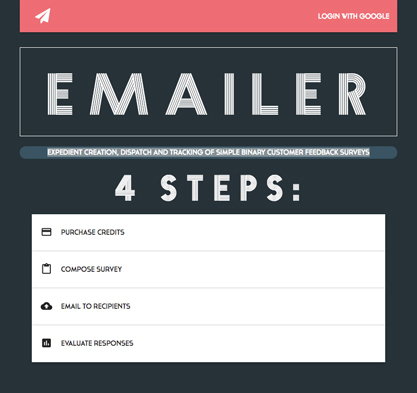 LOGIN WITH GOOGLE
EMAILER
EXPEDIENT CREATION, DISPATCH AND TRACKING OF SIMPLE BINARY CUSTOMER FEEDBACK SURVEYS
4 STEPS:
PURCHASE CREDITS
COMPOSE SURVEY
EMAIL TO RECIPIENTS
EVALUATE RESPONSES